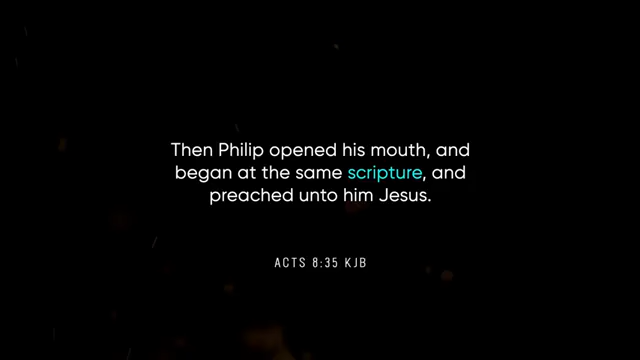 Then Philip opened his mouth, and
began at the same scripture, and
preached unto him Jesus.
ACTS 8:35 KJB